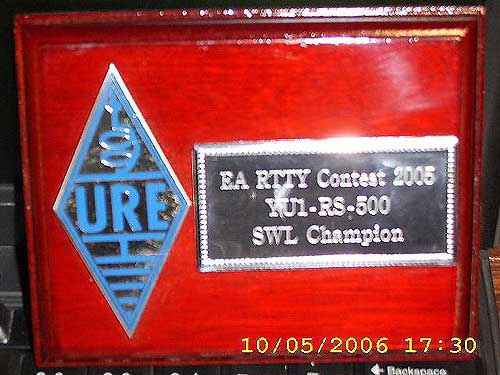 URE
EA RTTY Contest 2005
YU1-RS-500
SWL Champion
10/05/2006 17:30
Backspace